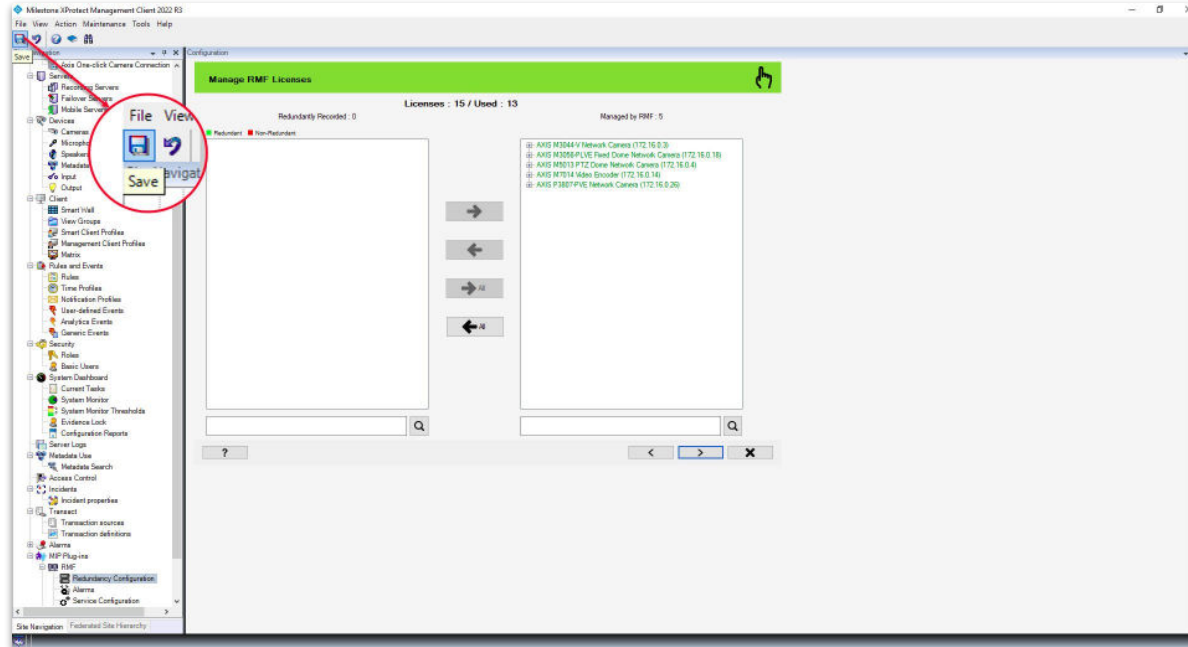 Milestone XProtect Management Client 2022 R3
File View Action Maintenance Tools Help
Save
Configuration
Axis One-click Camera Connection
Servers
Recording Servers
Failover Servers
Mobile Servers
Devices
Cameras
Microphones
Speakers
Metadata
Input
Output
Client
Smart Wall
View Groups
Smart Client Profiles
Management Client Profiles
Matrix
Rules and Events
Rules
Time Profiles
Notification Profiles
User-defined Events
Analytics Events
Generic Events
Security
Roles
Basic Users
System Dashboard
Current Tasks
System Monitor
System Monitor Thresholds
Evidence Lock
Configuration Reports
Server Logs
Metadata Use
Metadata Search
Access Control
Incidents
Incident properties
Transact
Transaction sources
Transaction definitions
Alarms
MIP Plug-ins
RMF
Redundancy Configuration
Alarms
Service Configuration
Site Navigation Federated Site Hierarchy
File View
Save
Manage RMF Licenses
Licenses : 15 / Used : 13
Redundantly Recorded : 0
Managed by RMF : 5
Redundant Non-Redundant
AXIS M3044-V Network Camera (172.16.0.3)
AXIS M3058-PLVE Fixed Dome Network Camera (172.16.0.18)
AXIS M5013 PTZ Dome Network Camera (172.16.0.4)
AXIS M7014 Video Encoder (172.16.0.14)
AXIS P3807-PVE Network Camera (172.16.0.26)
All
All
?